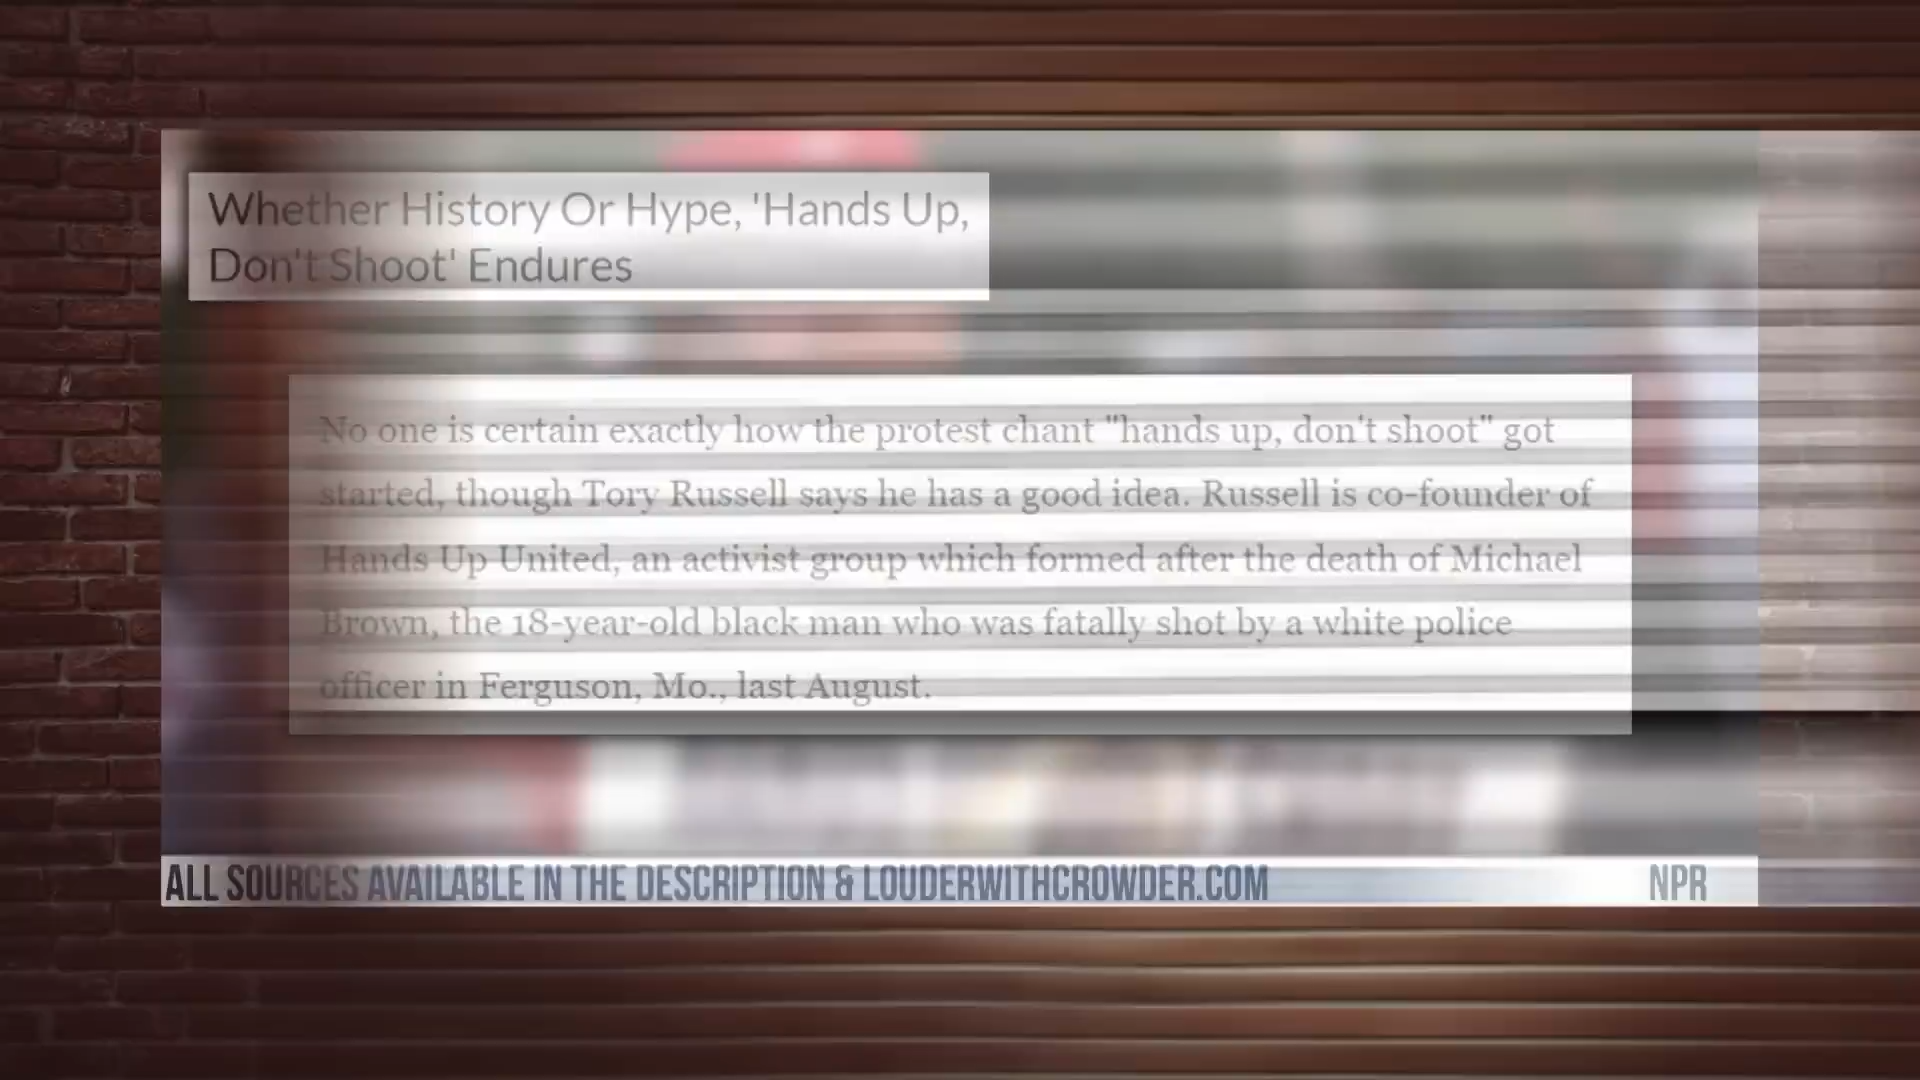 Whether History Or Hype, 'Hands Up,
Don't Shoot' Endures
No one is certain exactly how the protest chant "hands up, don't shoot" got
started, though Tory Russell says he has a good idea. Russell is co-founder of
Hands Up United, an activist group which formed after the death of Michael
Brown, the 18-year-old black man who was fatally shot by a white police
officer in Ferguson, Mo., last August.
ALL SOURCES AVAILABLE IN THE DESCRIPTION & LOUDERWITHCROWDER.COM
NPR